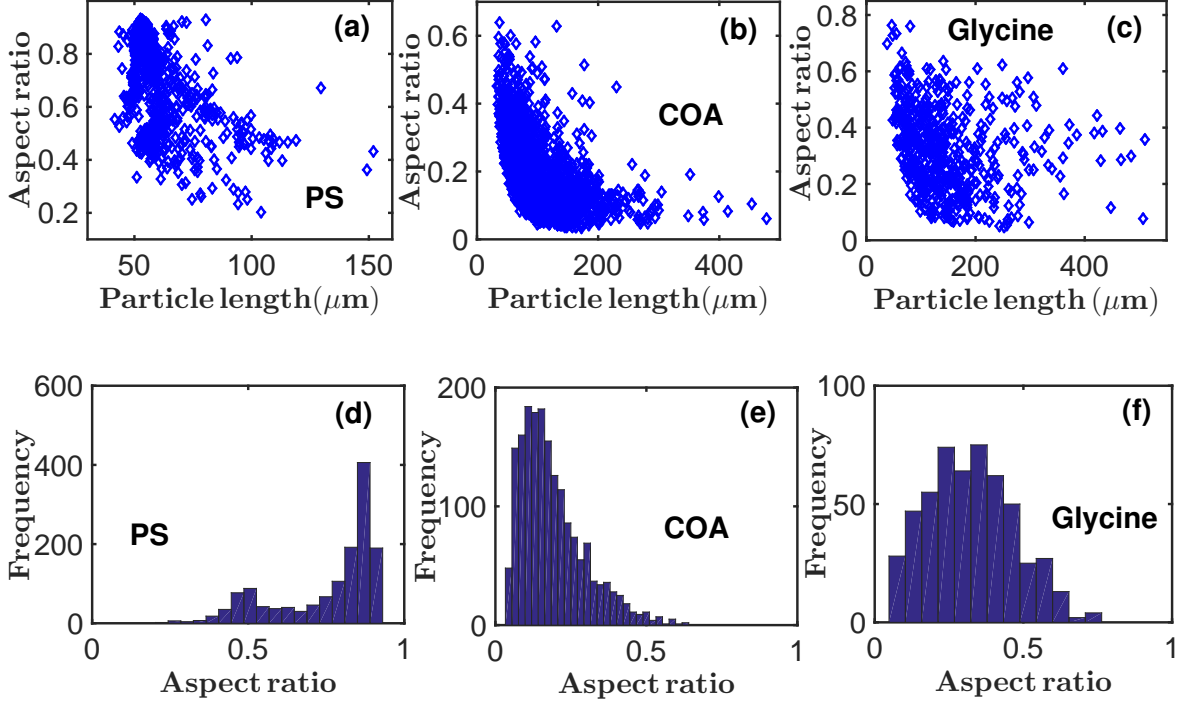 Aspect ratio
0.8
0.6
0.4
0.2
(a)
PS
50
100
150
Particle length(μm)
Aspect ratio
0.6
0.4
0.2
0
(b)
COA
0
200
400
Particle length(μm)
Aspect ratio
0.8
0.6
0.4
0.2
0
Glycine
(c)
0
200
400
Particle length (μm)
Frequency
600
400
200
0
(d)
PS
0
0.5
1
Aspect ratio
Frequency
200
100
0
(e)
COA
0
0.5
1
Aspect ratio
Frequency
100
50
0
(f)
Glycine
0
0.5
1
Aspect ratio